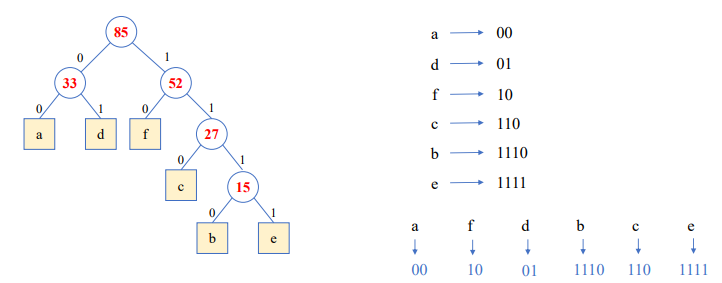 85
0 1
33 52
0 1 0 1
a d f 27
0 1
c 15
0 1
b e
a 00
d 01
f 10
c 110
b 1110
e 1111
a f d b c e
00 10 01 1110 110 1111